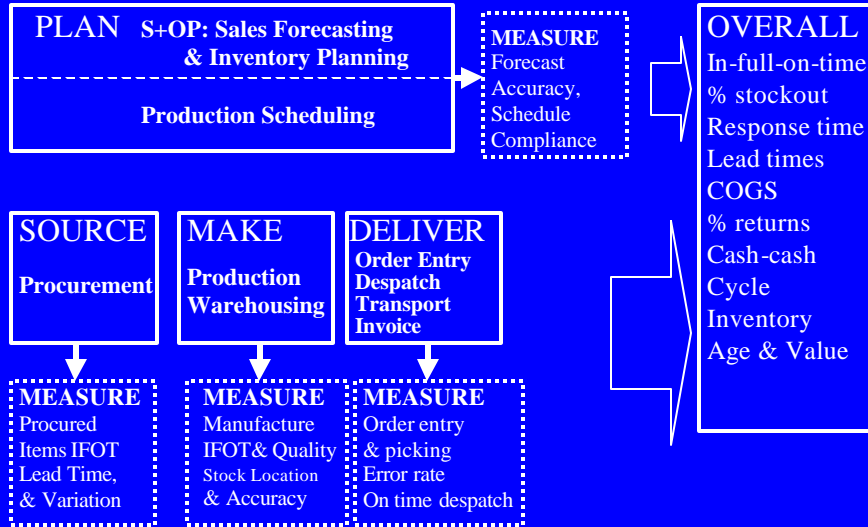 PLAN S+OP: Sales Forecasting
& Inventory Planning
Production Scheduling
MEASURE
Forecast
Accuracy,
Schedule
Compliance
OVERALL
In-full-on-time
% stockout
Response time
Lead times
COGS
% returns
Cash-cash
Cycle
Inventory
Age & Value
SOURCE
Procurement
MAKE
Production
Warehousing
DELIVER
Order Entry
Despatch
Transport
Invoice
MEASURE
Procured
Items IFOT
Lead Time,
& Variation
MEASURE
Manufacture
IFOT& Quality
Stock Location
& Accuracy
MEASURE
Order entry
& picking
Error rate
On time despatch